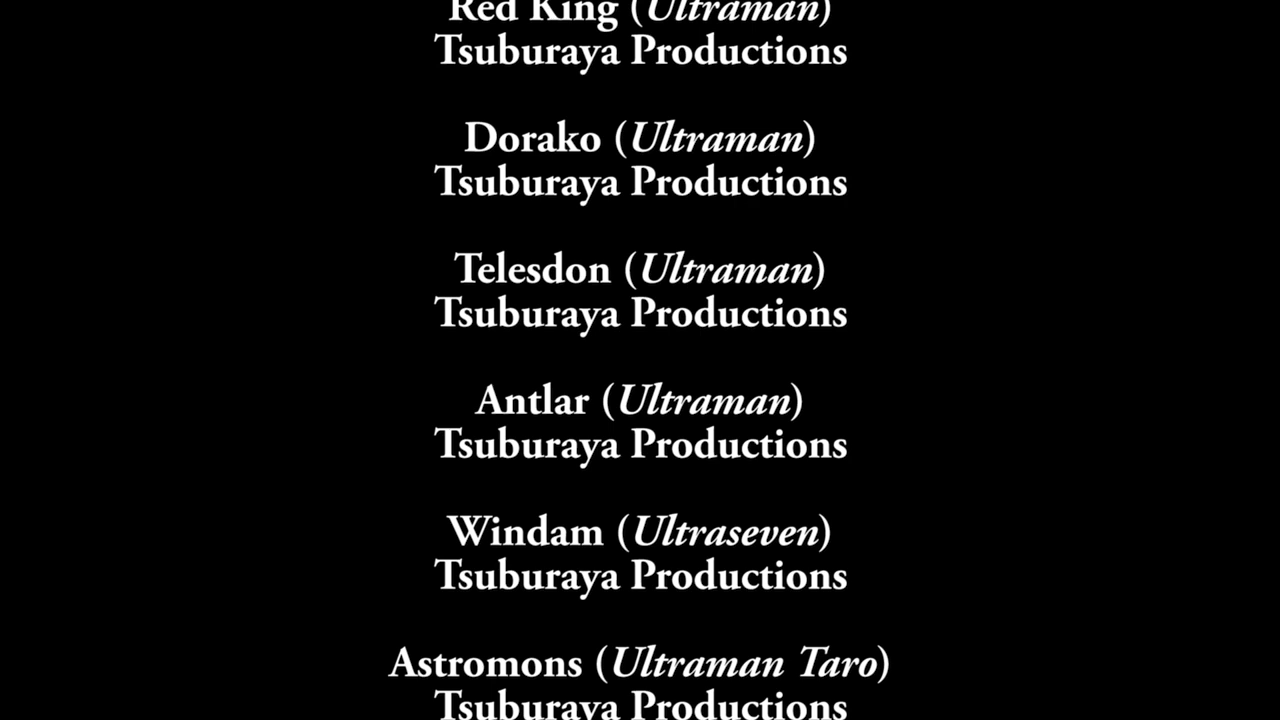 Red King (Ultraman)
Tsuburaya Productions
Dorako (Ultraman)
Tsuburaya Productions
Telesdon (Ultraman)
Tsuburaya Productions
Antlar (Ultraman)
Tsuburaya Productions
Windam (Ultraseven)
Tsuburaya Productions
Astromons (Ultraman Taro)
Tsuburaya Productions